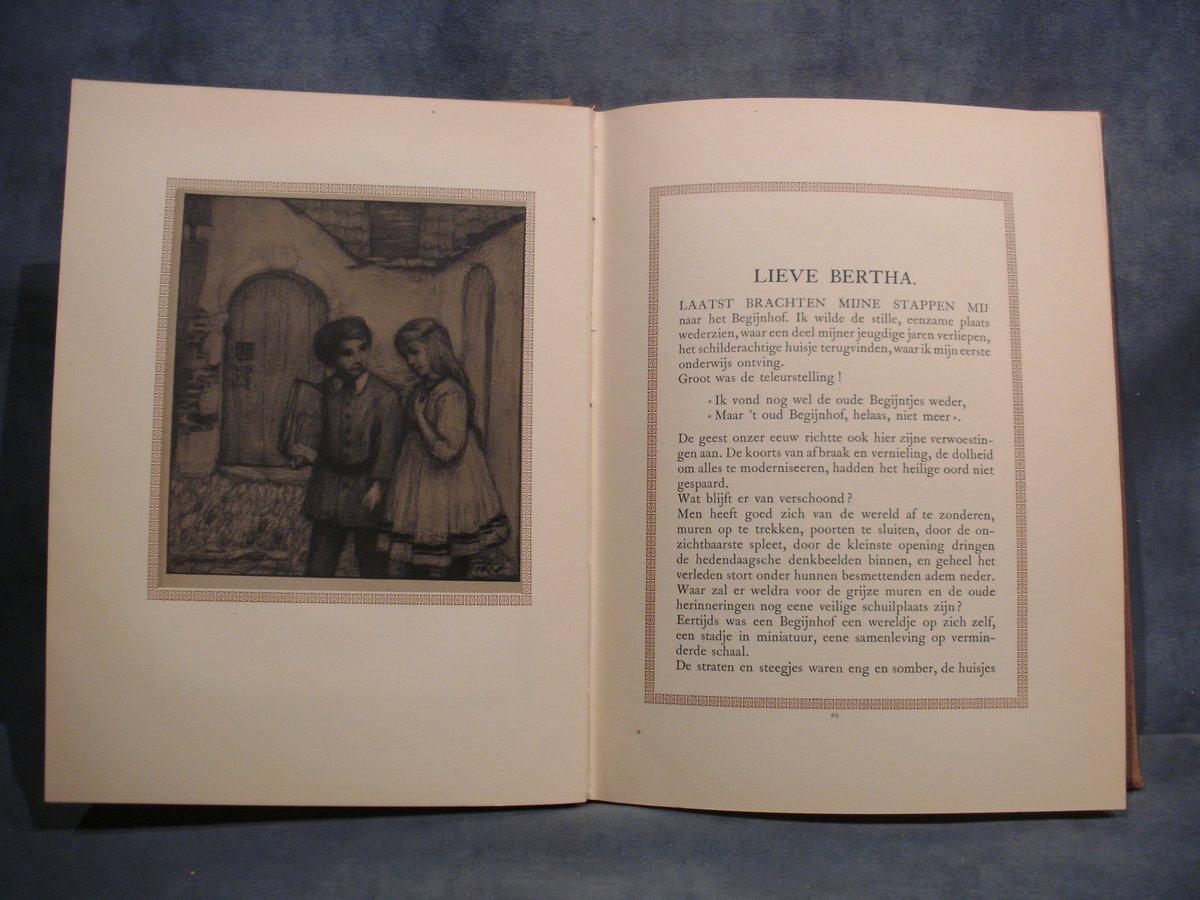 LIEVE BERTHA.
LAATST BRACHTEN MIJNE STAPPEN MIJ
naar het Begijnhof. Ik wilde de stille, eenzame plaats
wederzien, waar een deel mijner jeugdige jaren verliepen,
het schilderachtige huisje terugvinden, waar ik mijn eerste
onderwijs ontving.
Groot was de teleurstelling !
« Ik vond nog wel de oude Begijntjes weder,
« Maar 't oud Begijnhof, helaas, niet meer ».
De geest onzer eeuw richtte ook hier zijne verwoestin-
gen aan. De koorts van afbraak en vernieling, de dolheid
om alles te moderniseeren, hadden het heilige oord niet
gespaard.
Wat blijft er van verschoond ?
Men heeft goed zich van de wereld af te zonderen,
muren op te trekken, poorten te sluiten, door de on-
zichtbaarste spleet, door de kleinste opening dringen
de hedendaagsche denkbeelden binnen, en geheel het
verleden stort onder hunnen besmettenden adem neder.
Waar zal er weldra voor de grijze muren en de oude
herinneringen nog eene veilige schuilplaats zijn ?
Eertijds was een Begijnhof een wereldje op zich zelf,
een stadje in miniatuur, eene samenleving op vermin-
derde schaal.
De straten en steegjes waren eng en somber, de huisjes
29